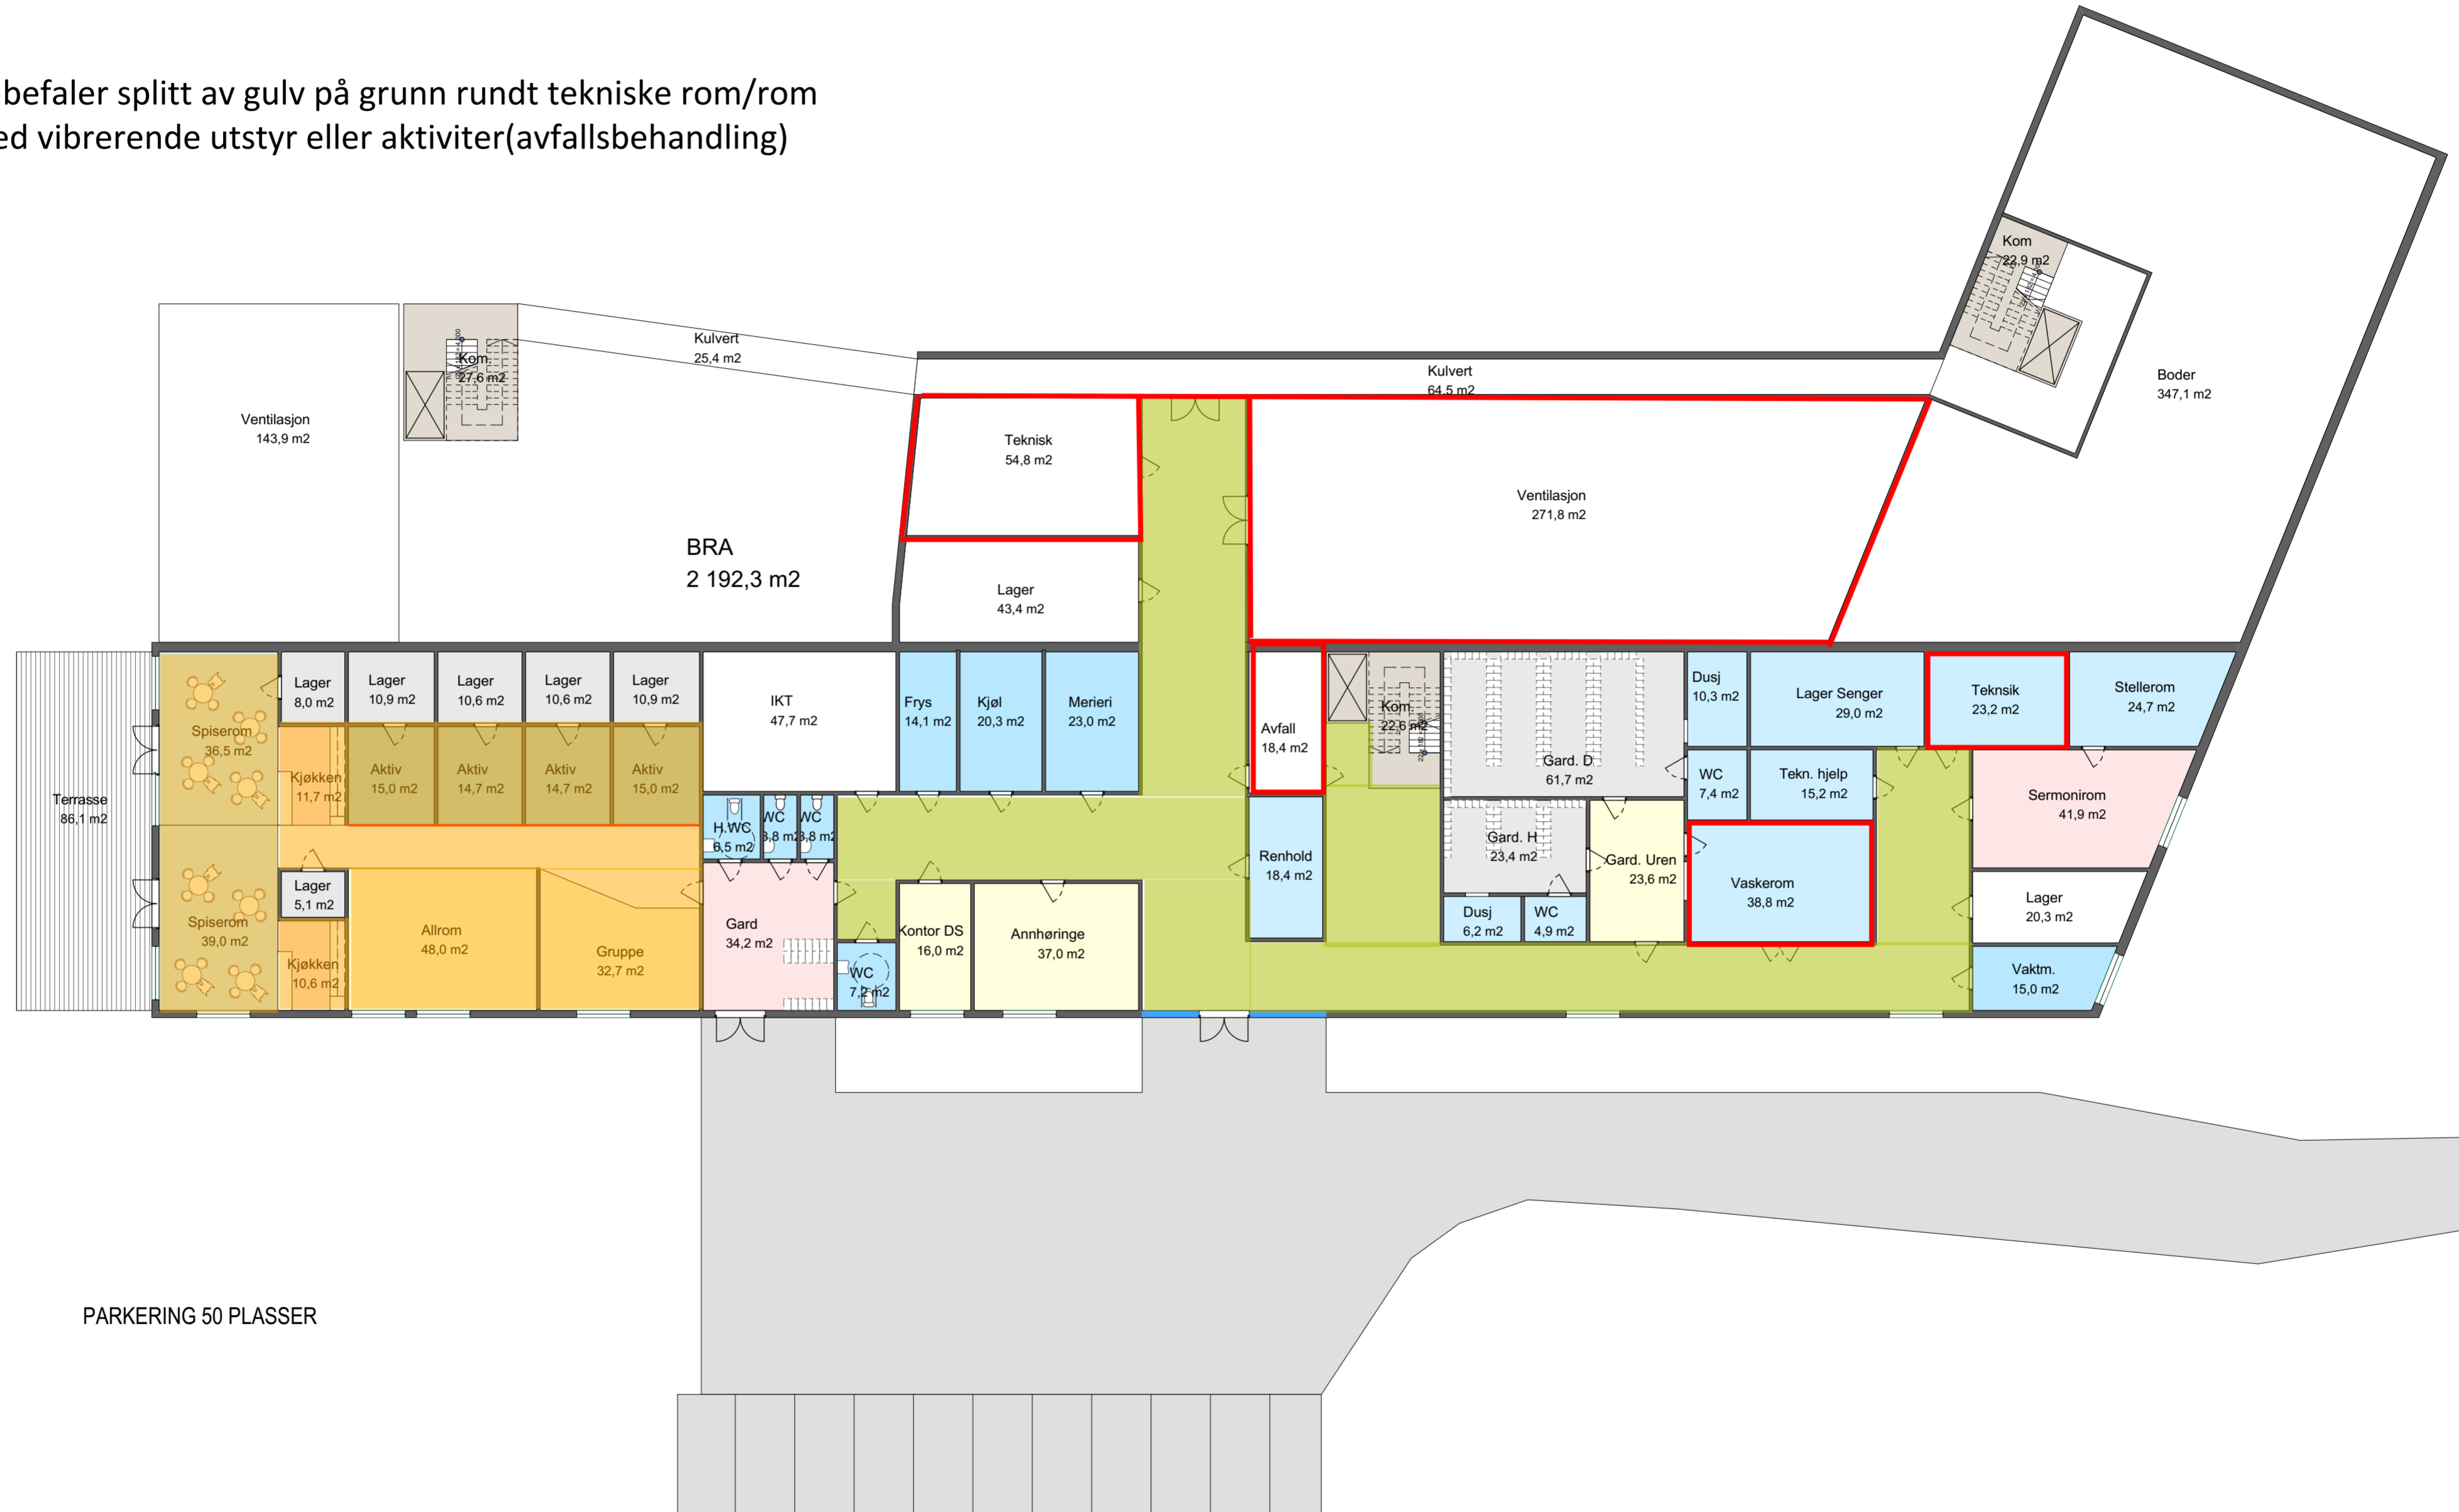 befaler splitt av gulv på grunn rundt tekniske rom/rom
ed vibrerende utstyr eller aktiviter(avfallsbehandling)
Kom
22,9 m2
Kulvert
25,4 m2
Kom.
27,6 m2
Kulvert
64.5 m2
Boder
347,1 m2
Ventilasjon
143,9 m2
Teknisk
54,8 m2
Ventilasjon
271,8 m2
BRA
2 192,3 m2
Lager
43,4 m2
Lager
8,0 m2
Lager
10,9 m2
Lager
10,6 m2
Lager
10,6 m2
Lager
10,9 m2
IKT
47,7 m2
Frys
14,1 m2
Kjøl
20,3 m2
Merieri
23,0 m2
Avfall
18,4 m2
Kom
22,6 m2
Gard. D
61,7 m2
Dusj
10,3 m2
Lager Senger
29,0 m2
Teknsik
23,2 m2
Stellerom
24,7 m2
Spiserom
36,5 m2
Kjøkken
11,7 m2
Aktiv
15,0 m2
Aktiv
14,7 m2
Aktiv
14,7 m2
Aktiv
15,0 m2
Terrasse
86,1 m2
WC
7,4 m2
Tekn. hjelp
15,2 m2
Sermonirom
41,9 m2
H.WC
6,5 m2
WC
3,8 m2
WC
3,8 m2
Renhold
18,4 m2
Gard. H
23,4 m2
Gard. Uren
23,6 m2
Vaskerom
38,8 m2
Lager
5,1 m2
Lager
20,3 m2
Spiserom
39,0 m2
Allrom
48,0 m2
Gruppe
32,7 m2
Gard
34,2 m2
Kontor DS
16,0 m2
Annhøringe
37,0 m2
Dusj
6,2 m2
WC
4,9 m2
Kjøkken
10,6 m2
WC
7,2 m2
Vaktm.
15,0 m2
PARKERING 50 PLASSER